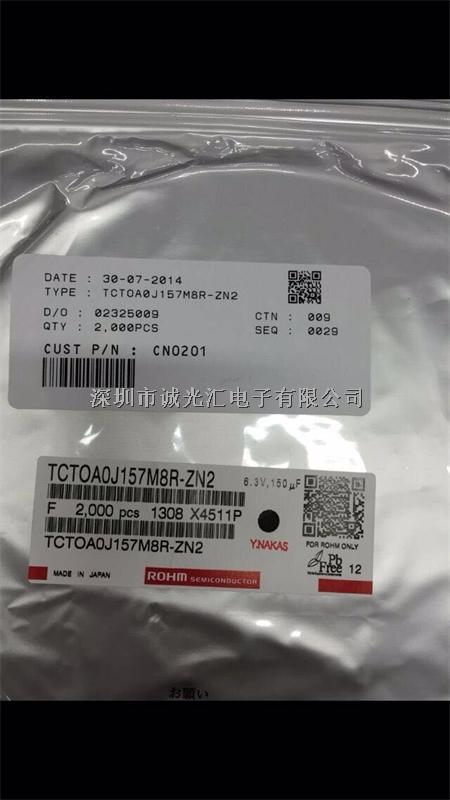 DATE : 30-07-2014
TYPE : TCTOA0J157M8R-ZN2
D/O : 02325009
CTN : 009
QTY : 2,000PCS
SEQ : 0029
CUST P/N : CN0201
深圳市诚光汇电子有限公司
TCTOA0J157M8R-ZN2
6.3V,150μF
F 2,000 pcs 1308 X4511P
Y.NAKAS
FOR ROHM ONLY
TCTOA0J157M8R-ZN2
Pb
Free 12
MADE IN JAPAN
ROHM SEMICONDUCTOR
お願い